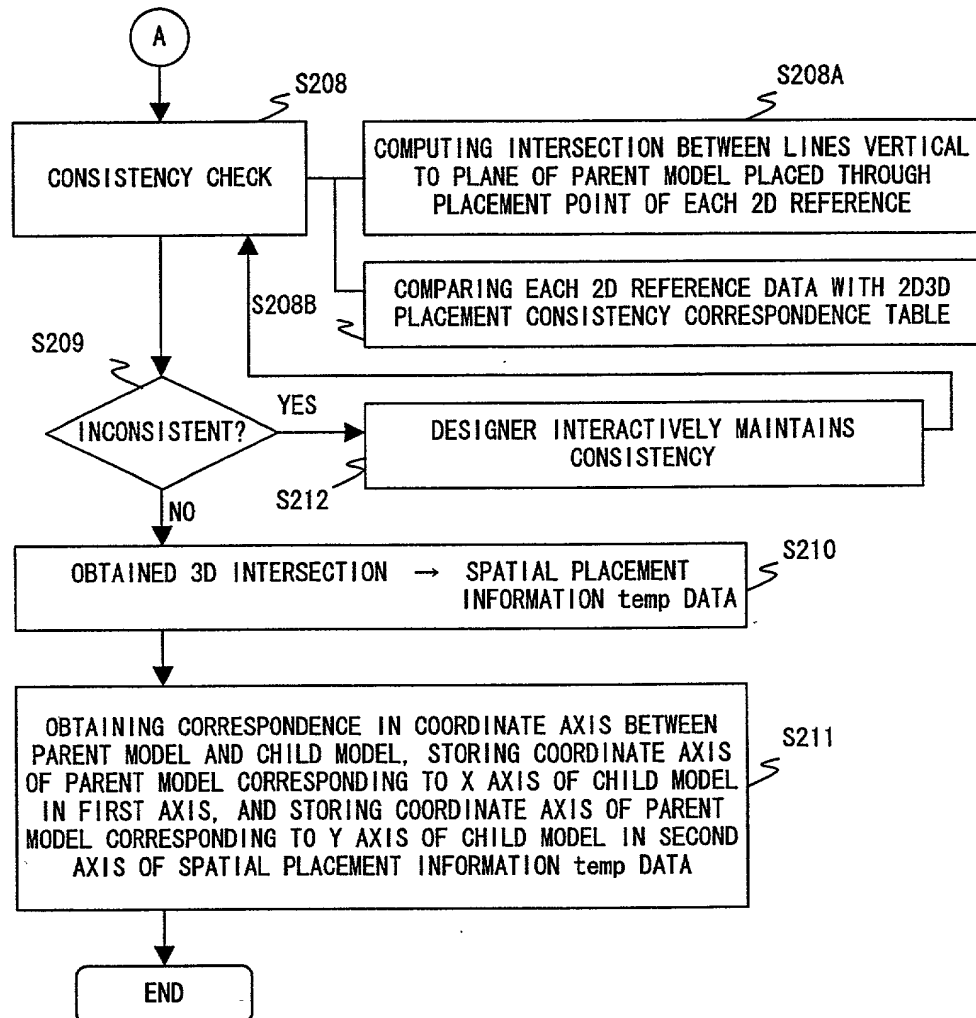 A
S208
CONSISTENCY CHECK
S208A
COMPUTING INTERSECTION BETWEEN LINES VERTICAL
TO PLANE OF PARENT MODEL PLACED THROUGH
PLACEMENT POINT OF EACH 2D REFERENCE
S208B
COMPARING EACH 2D REFERENCE DATA WITH 2D3D
PLACEMENT CONSISTENCY CORRESPONDENCE TABLE
S209
INCONSISTENT?
YES
DESIGNER INTERACTIVELY MAINTAINS
CONSISTENCY
S212
NO
S210
OBTAINED 3D INTERSECTION → SPATIAL PLACEMENT
INFORMATION temp DATA
S211
OBTAINING CORRESPONDENCE IN COORDINATE AXIS BETWEEN
PARENT MODEL AND CHILD MODEL, STORING COORDINATE AXIS
OF PARENT MODEL CORRESPONDING TO X AXIS OF CHILD MODEL
IN FIRST AXIS, AND STORING COORDINATE AXIS OF PARENT
MODEL CORRESPONDING TO Y AXIS OF CHILD MODEL IN SECOND
AXIS OF SPATIAL PLACEMENT INFORMATION temp DATA
END